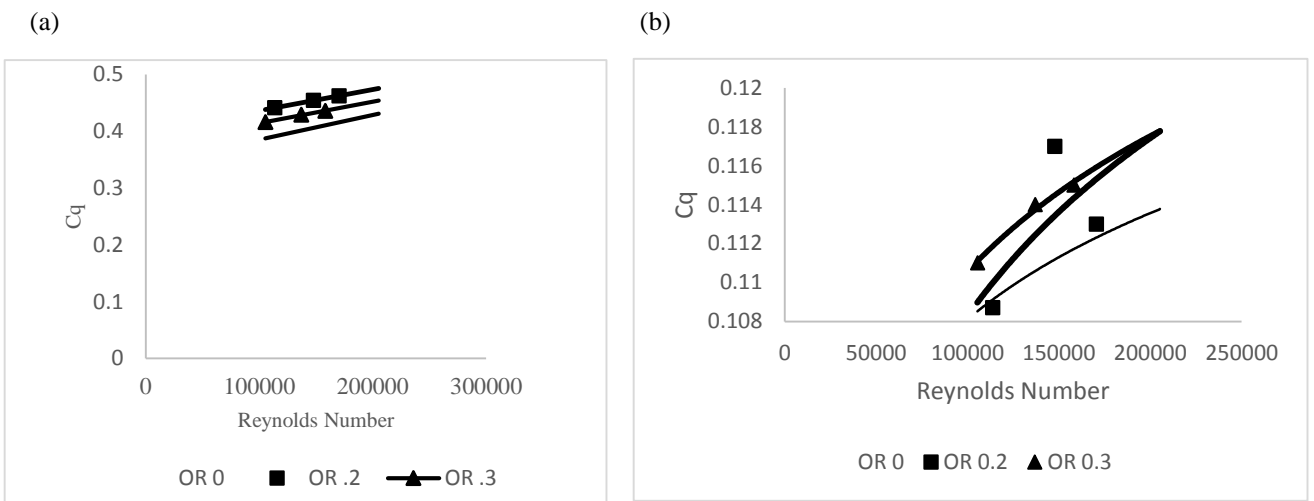 (a)
(b)
0.5
0.4
0.3
0.2
0.1
0
Cq
0 100000 200000 300000
Reynolds Number
OR 0 OR .2 OR .3
0.12
0.118
0.116
0.114
0.112
0.11
0.108
Cq
0 50000 100000 150000 200000 250000
Reynolds Number
OR 0 OR 0.2 OR 0.3